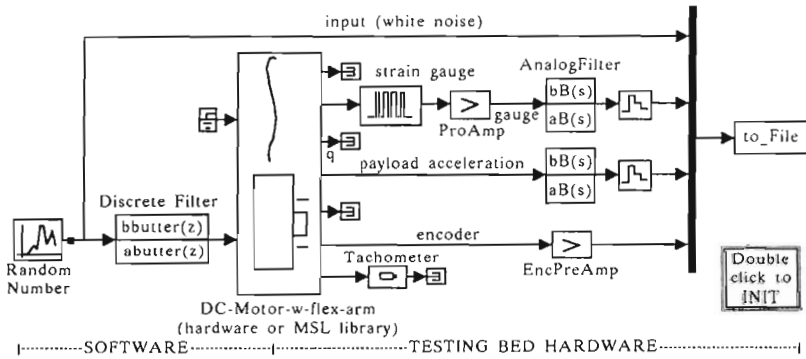 input (white noise)
strain gauge
AnalogFilter
bB(s)
aB(s)
gauge
ProAmp
q
to_File
payload acceleration
bB(s)
aB(s)
Discrete Filter
bbutter(z)
abutter(z)
encoder
EncPreAmp
Tachometer
Random
Number
Double
click to
INIT
DC-Motor-w-flex-arm
(hardware or MSL library)
SOFTWARE
TESTING BED HARDWARE